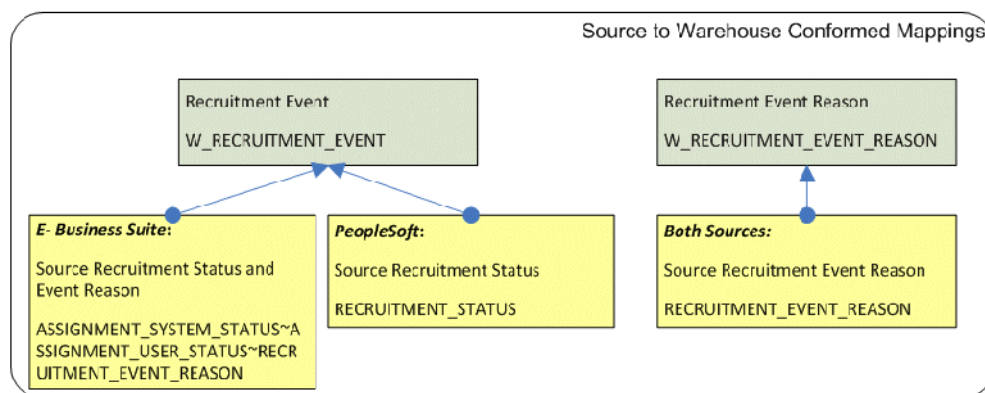 Source to Warehouse Conformed Mappings
Recruitment Event
W_RECRUITMENT_EVENT
Recruitment Event Reason
W_RECRUITMENT_EVENT_REASON
E- Business Suite:
Source Recruitment Status and
Event Reason
ASSIGNMENT_SYSTEM_STATUS~A
SSIGNMENT_USER_STATUS~RECR
UITMENT_EVENT_REASON
PeopleSoft:
Source Recruitment Status
RECRUITMENT_STATUS
Both Sources:
Source Recruitment Event Reason
RECRUITMENT_EVENT_REASON